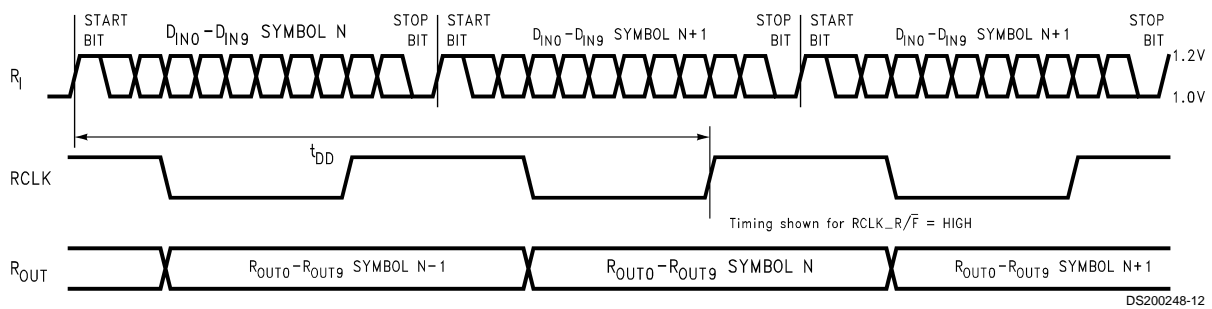 START BIT
D_IN0–D_IN9 SYMBOL N
STOP BIT
START BIT
D_IN0–D_IN9 SYMBOL N+1
STOP BIT
START BIT
D_IN0–D_IN9 SYMBOL N+1
STOP BIT
R_I
1.2V
1.0V
t_DD
RCLK
Timing shown for RCLK_R/F̅ = HIGH
R_OUT
R_OUT0–R_OUT9 SYMBOL N-1
R_OUT0–R_OUT9 SYMBOL N
R_OUT0–R_OUT9 SYMBOL N+1
DS200248-12